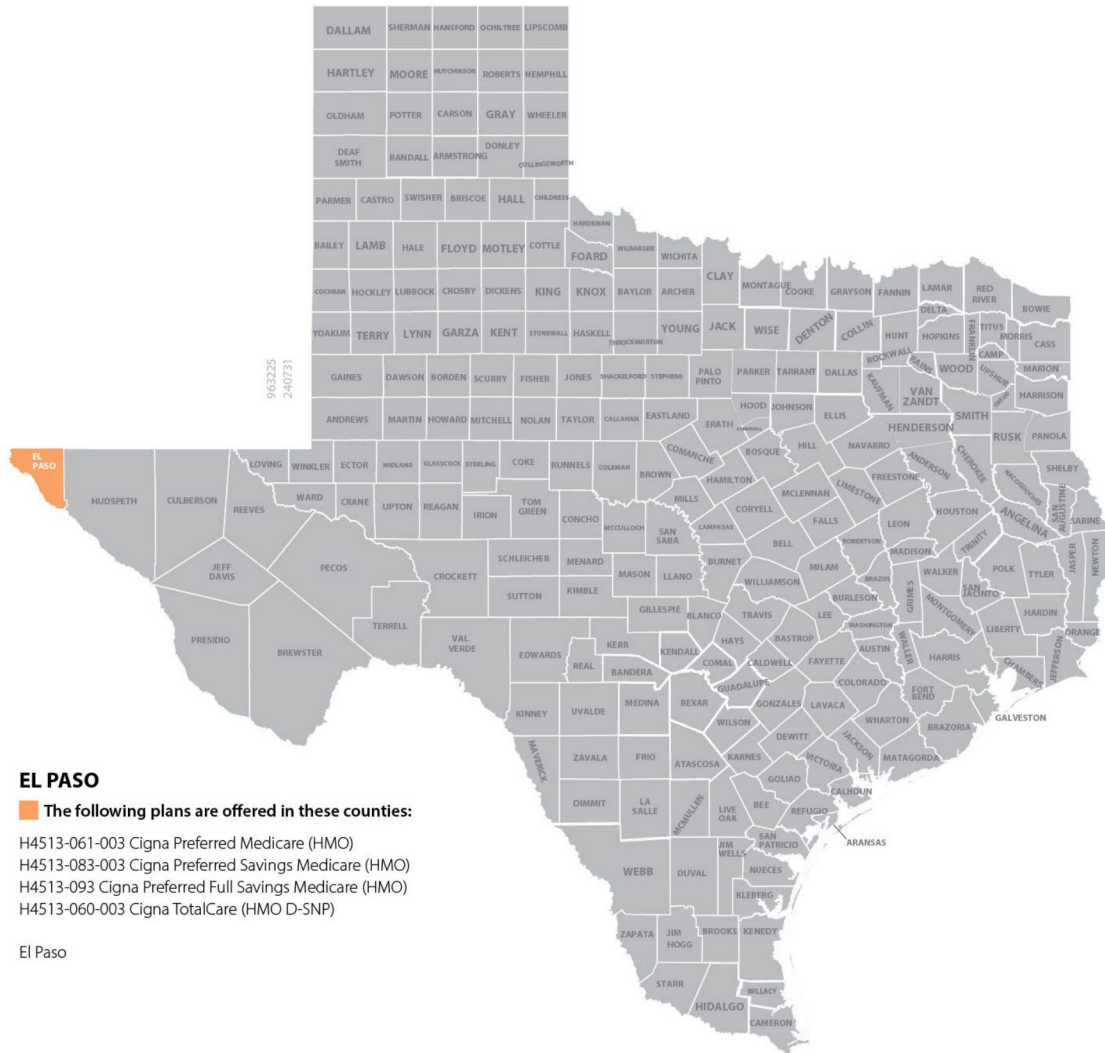 DALLAM SHERMAN HANSFORD OCHILTREE LIPSCOMB
HARTLEY MOORE HUTCHINSON ROBERTS HEMPHILL
OLDHAM POTTER CARSON GRAY WHEELER
DEAF SMITH RANDALL ARMSTRONG DONLEY COLLINGSWORTH
PARMER CASTRO SWISHER BRISCOE HALL CHILDRESS
HARDEMAN
BAILEY LAMB HALE FLOYD MOTLEY COTTLE FOARD WILBARGER WICHITA CLAY
COCHRAN HOCKLEY LUBBOCK CROSBY DICKENS KING KNOX BAYLOR ARCHER MONTAGUE COOKE GRAYSON FANNIN LAMAR RED RIVER BOWIE
DELTA
YOAKUM TERRY LYNN GARZA KENT STONEWALL HASKELL THROCKMORTON YOUNG JACK WISE DENTON COLLIN HUNT HOPKINS FRANKLIN TITUS MORRIS CASS
963225
240731
GAINES DAWSON BORDEN SCURRY FISHER JONES SHACKELFORD STEPHENS PALO PINTO PARKER TARRANT DALLAS ROCKWALL RAINS WOOD CAMP UPSHUR MARION
KAUFMAN VAN ZANDT HARRISON
ANDREWS MARTIN HOWARD MITCHELL NOLAN TAYLOR CALLAHAN EASTLAND ERATH HOOD JOHNSON ELLIS HENDERSON SMITH RUSK PANOLA
EL PASO HUDSPETH CULBERSON REEVES LOVING WINKLER ECTOR MIDLAND GLASSCOCK STERLING COKE RUNNELS COLEMAN BROWN COMANCHE BOSQUE HILL NAVARRO ANDERSON CHEROKEE SHELBY
HAMILTON FREESTONE NACOGDOCHES SAN AUGUSTINE
WARD CRANE UPTON REAGAN IRION TOM GREEN CONCHO MCCULLOCH SAN SABA MILLS CORYELL MCLENNAN LIMESTONE LEON HOUSTON ANGELINA SABINE
LAMPASAS FALLS TRINITY
JEFF DAVIS PECOS CROCKETT SCHLEICHER MENARD MASON LLANO BURNET BELL ROBERTSON MADISON WALKER POLK TYLER JASPER NEWTON
MILAM BRAZOS GRIMES SAN JACINTO
SUTTON KIMBLE GILLESPIE WILLIAMSON BURLESON MONTGOMERY LIBERTY HARDIN
PRESIDIO BREWSTER TERRELL VAL VERDE EDWARDS KERR BLANCO TRAVIS LEE WASHINGTON ORANGE
REAL BANDERA KENDALL HAYS BASTROP AUSTIN WALLER HARRIS CHAMBERS JEFFERSON
COMAL CALDWELL FAYETTE COLORADO FORT BEND
KINNEY UVALDE MEDINA BEXAR GUADALUPE GONZALES LAVACA WHARTON BRAZORIA GALVESTON
WILSON
MAVERICK ZAVALA FRIO ATASCOSA KARNES DEWITT VICTORIA JACKSON MATAGORDA
GOLIAD CALHOUN
DIMMIT LA SALLE MCMULLEN LIVE OAK BEE REFUGIO
ARANSAS
SAN PATRICIO
WEBB DUVAL JIM WELLS NUECES
KLEBERG
ZAPATA JIM HOGG BROOKS KENEDY
STARR HIDALGO WILLACY
CAMERON
EL PASO
The following plans are offered in these counties:
H4513-061-003 Cigna Preferred Medicare (HMO)
H4513-083-003 Cigna Preferred Savings Medicare (HMO)
H4513-093 Cigna Preferred Full Savings Medicare (HMO)
H4513-060-003 Cigna TotalCare (HMO D-SNP)
El Paso